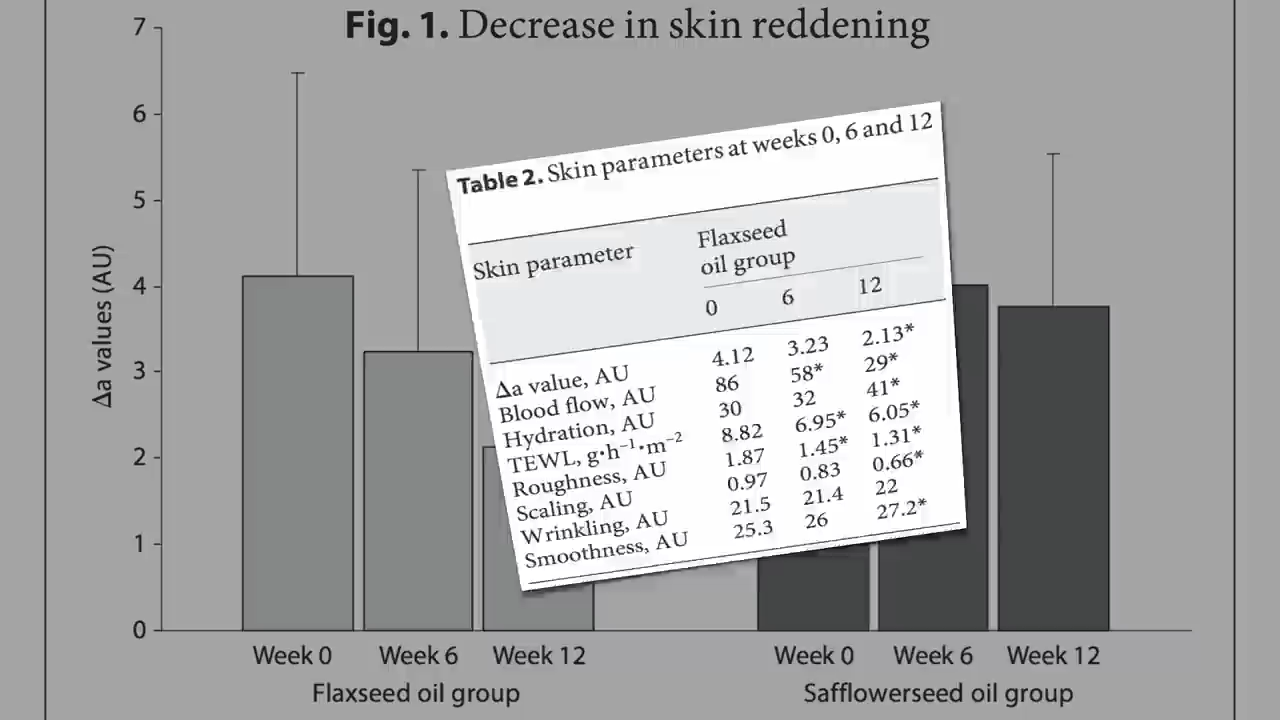 Fig. 1. Decrease in skin reddening
7
6
5
4
3
2
1
0
Δa values (AU)
Week 0 Week 6 Week 12
Flaxseed oil group
Week 0 Week 6 Week 12
Safflowerseed oil group
Table 2. Skin parameters at weeks 0, 6 and 12
Skin parameter
Flaxseed
oil group
0 6 12
Δa value, AU 4.12 3.23 2.13*
Blood flow, AU 86 58* 29*
Hydration, AU 30 32 41*
TEWL, g·h⁻¹·m⁻² 8.82 6.95* 6.05*
Roughness, AU 1.87 1.45* 1.31*
Scaling, AU 0.97 0.83 0.66*
Wrinkling, AU 21.5 21.4 22
Smoothness, AU 25.3 26 27.2*